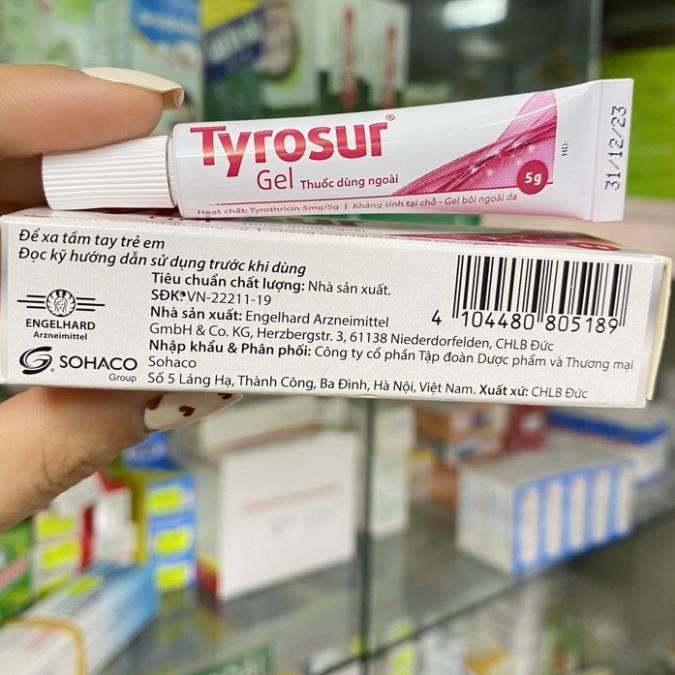 Tyrosur®
Gel Thuốc dùng ngoài
5g
HD:
31/12/23
Hoạt chất: Tyrothricin 5mg/5g | Kháng sinh tại chỗ - Gel bôi ngoài da
Để xa tầm tay trẻ em
Đọc kỹ hướng dẫn sử dụng trước khi dùng
Tiêu chuẩn chất lượng: Nhà sản xuất.
SĐK: VN-22211-19
Nhà sản xuất: Engelhard Arzneimittel
GmbH & Co. KG, Herzbergstr. 3, 61138 Niederdorfelden, CHLB Đức
Nhập khẩu & Phân phối: Công ty cổ phần Tập đoàn Dược phẩm và Thương mại
Sohaco
Số 5 Láng Hạ, Thành Công, Ba Đình, Hà Nội, Việt Nam. Xuất xứ: CHLB Đức
ENGELHARD
Arzneimittel
SOHACO
Group
4 104480 805189